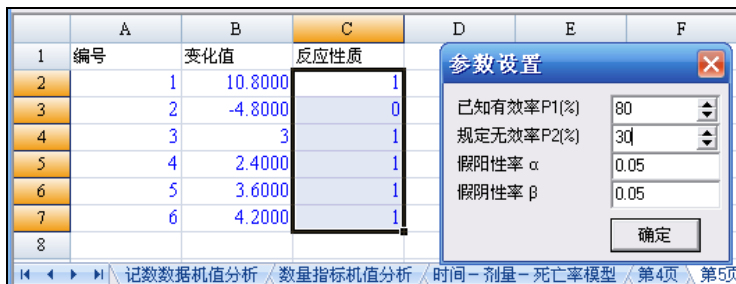 A B C D E F
1 编号 变化值 反应性质
2 1 10.8000 1
3 2 -4.8000 0
4 3 3 1
5 4 2.4000 1
6 5 3.6000 1
7 6 4.2000 1
8
参数设置
已知有效率P1(%) 80
规定无效率P2(%) 30
假阳性率 α 0.05
假阴性率 β 0.05
确定
记数数据机值分析 数量指标机值分析 时间-剂量-死亡率模型 第4页 第5页